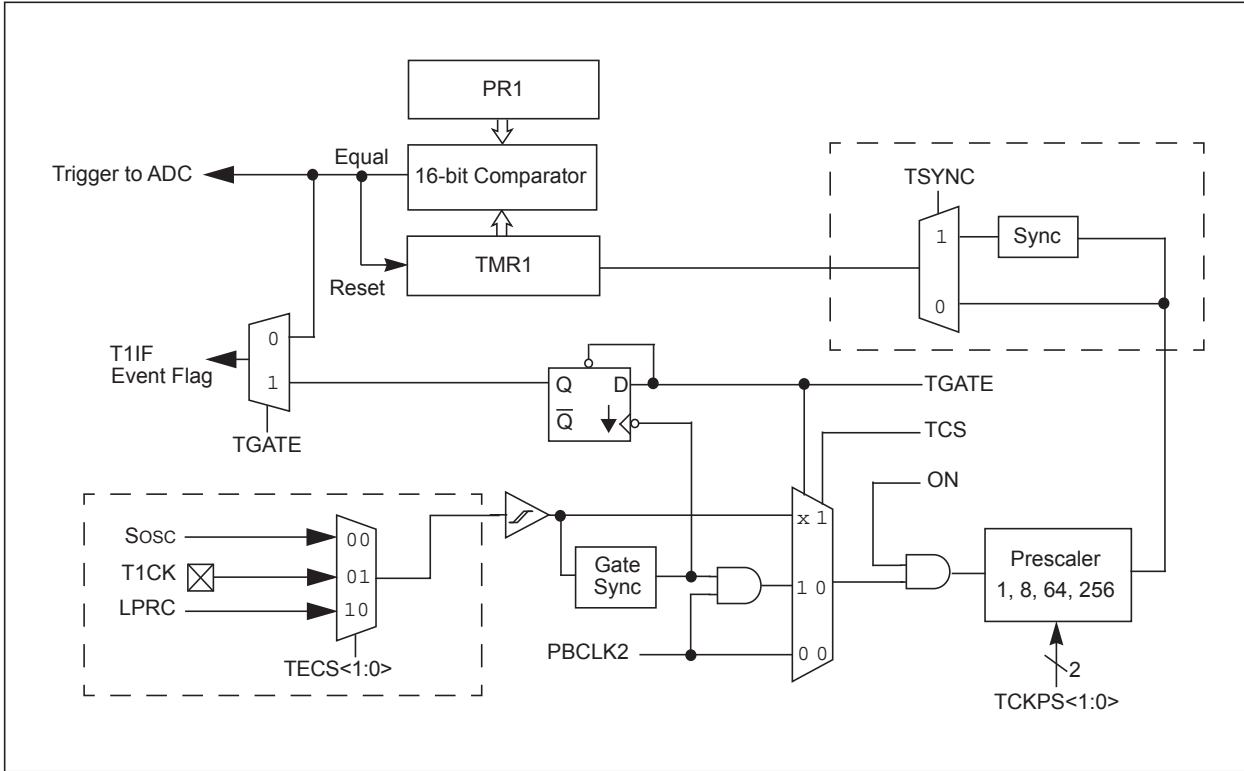 PR1
Equal
Trigger to ADC
16-bit Comparator
TSYNC
1
Sync
TMR1
Reset
0
0
T1IF
Event Flag
1
TGATE
Q
D
Q̅
TGATE
TCS
ON
SOSC
00
T1CK
01
LPRC
10
TECS<1:0>
x 1
Gate
Sync
1 0
PBCLK2
0 0
Prescaler
1, 8, 64, 256
2
TCKPS<1:0>